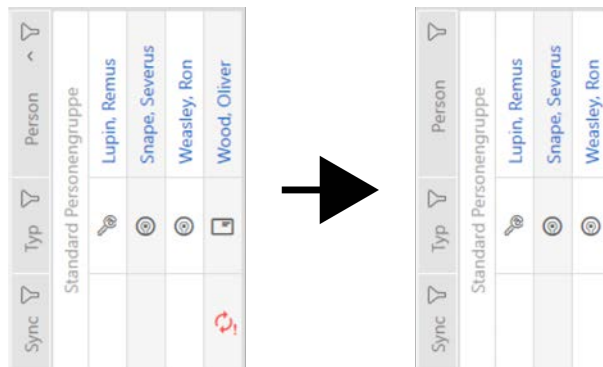 Sync Typ Person
Standard Personengruppe
Lupin, Remus
Snape, Severus
Weasley, Ron
Wood, Oliver
Sync Typ Person
Standard Personengruppe
Lupin, Remus
Snape, Severus
Weasley, Ron